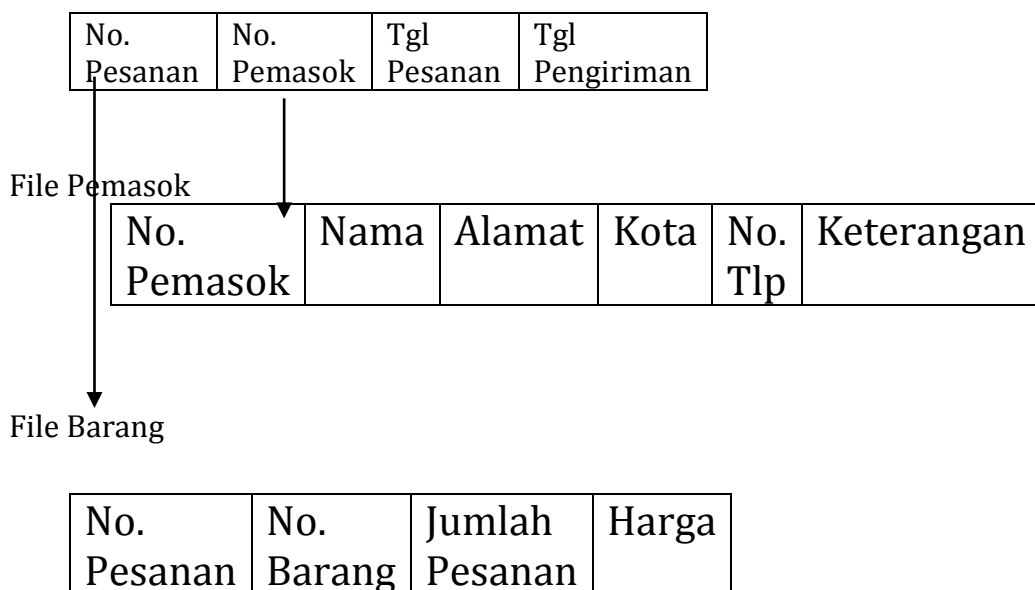 No. No. Tgl Tgl
Pesanan Pemasok Pesanan Pengiriman
File Pemasok
No. Nama Alamat Kota No. Keterangan
Pemasok Tlp
File Barang
No. No. Jumlah Harga
Pesanan Barang Pesanan